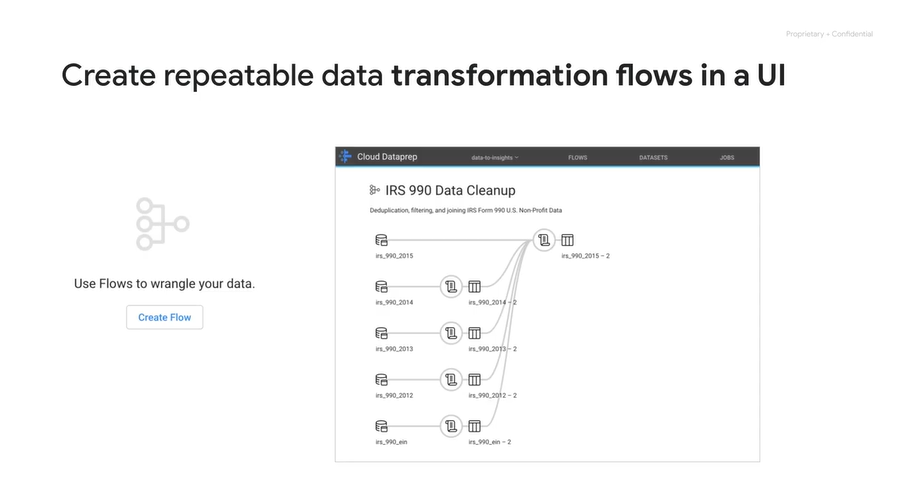 Proprietary + Confidential
Create repeatable data transformation flows in a UI
Use Flows to wrangle your data.
Create Flow
Cloud Dataprep
data-to-insights
FLOWS
DATASETS
JOBS
IRS 990 Data Cleanup
Deduplication, filtering, and joining IRS Form 990 U.S. Non-Profit Data
irs_990_2015
irs_990_2015 – 2
irs_990_2014
irs_990_2014 – 2
irs_990_2013
irs_990_2013 – 2
irs_990_2012
irs_990_2012 – 2
irs_990_ein
irs_990_ein – 2